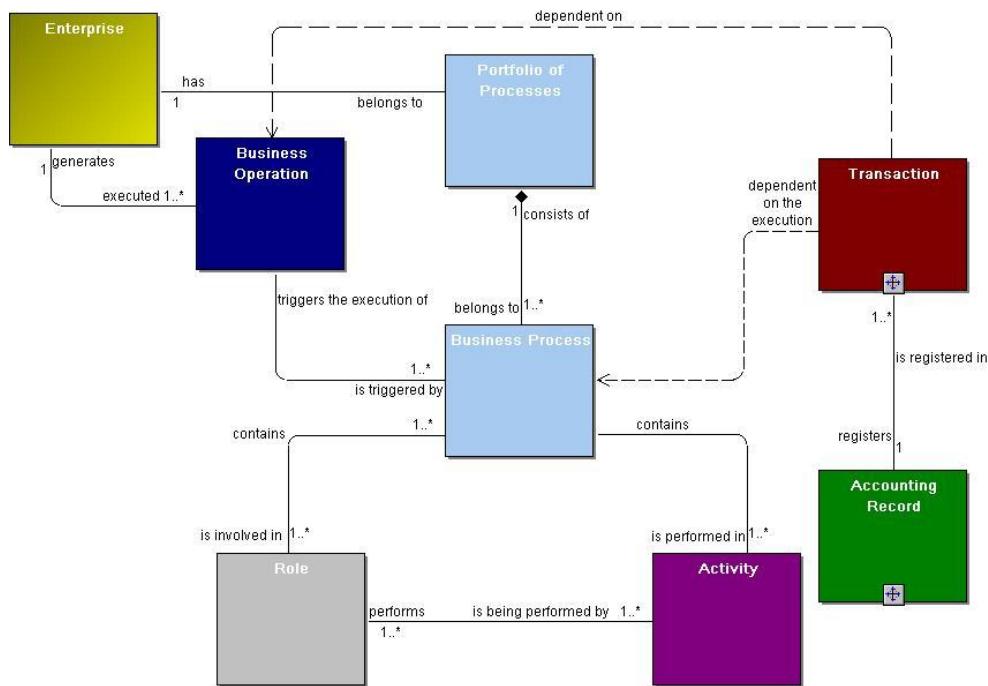 dependent on
Enterprise
Portfolio of
Processes
has
1
belongs to
Business
Operation
generates
1
executed 1..*
Transaction
dependent
on the
execution
1
consists of
triggers the execution of
belongs to
1..*
1..*
Business Process
is registered in
1..*
is triggered by
contains
1..*
contains
registers
1
Accounting
Record
is involved in
1..*
is performed in
1..*
Role
Activity
performs
1..*
is being performed by
1..*